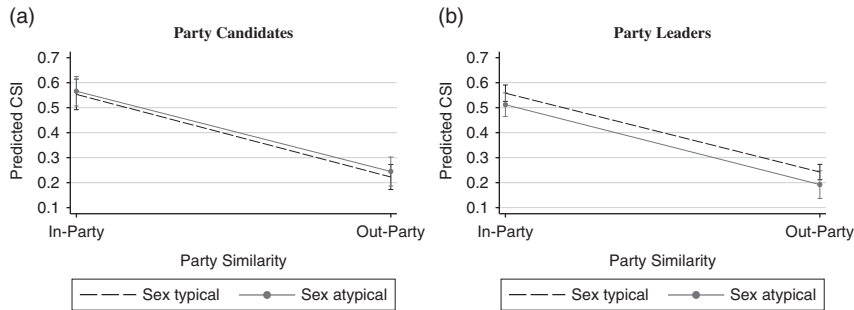 (a)
Party Candidates
Predicted CSI
0.7
0.6
0.5
0.4
0.3
0.2
0.1
In-Party
Out-Party
Party Similarity
Sex typical
Sex atypical
(b)
Party Leaders
Predicted CSI
0.7
0.6
0.5
0.4
0.3
0.2
0.1
In-Party
Out-Party
Party Similarity
Sex typical
Sex atypical